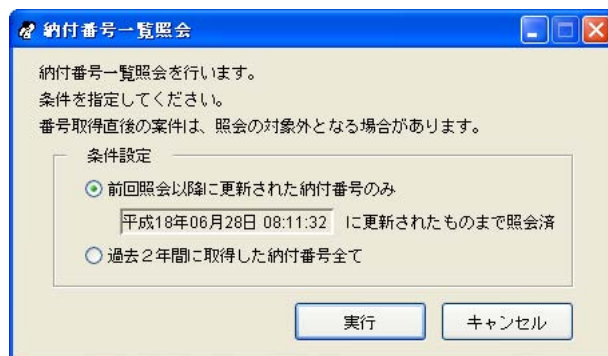 納付番号一覧照会
納付番号一覧照会を行います。
条件を指定してください。
番号取得直後の案件は、照会の対象外となる場合があります。
条件設定
前回照会以降に更新された納付番号のみ
平成18年06月28日 08:11:32 に更新されたものまで照会済
過去２年間に取得した納付番号全て
実行 キャンセル